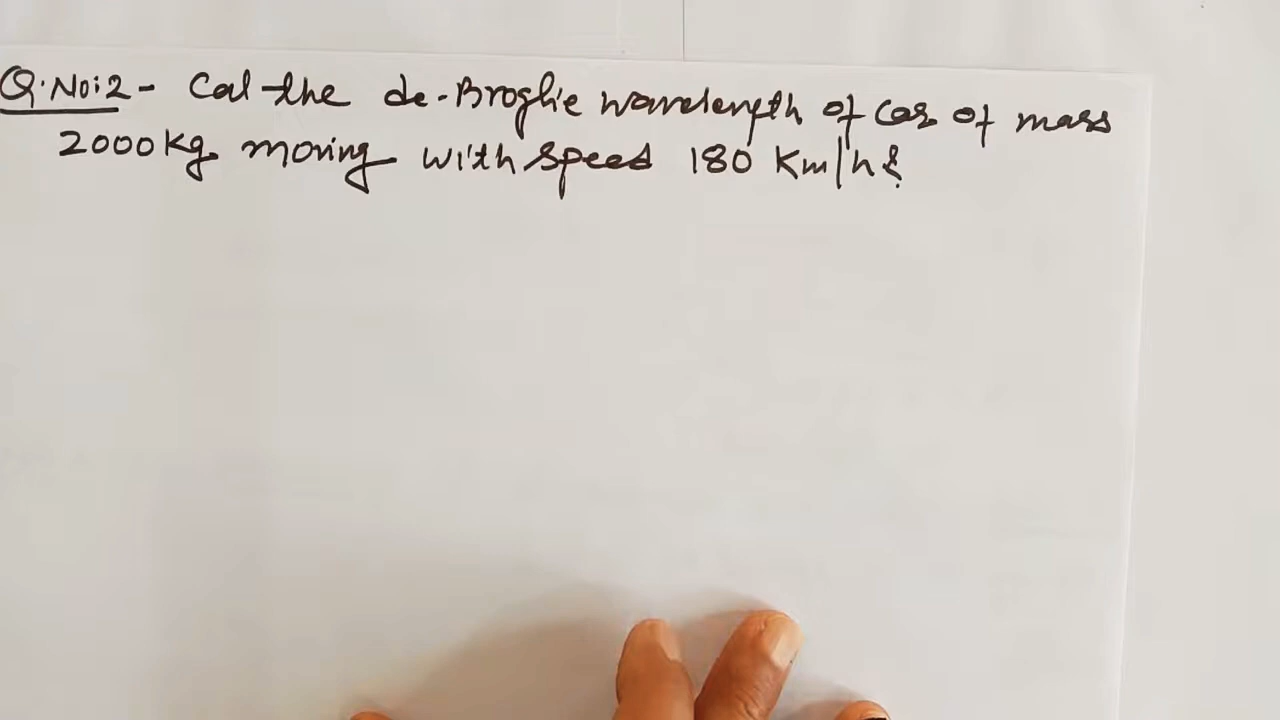 Q.No:2- Cal the de-Broglie wavelength of Car of mass
2000Kg moving with speed 180 Km/h?